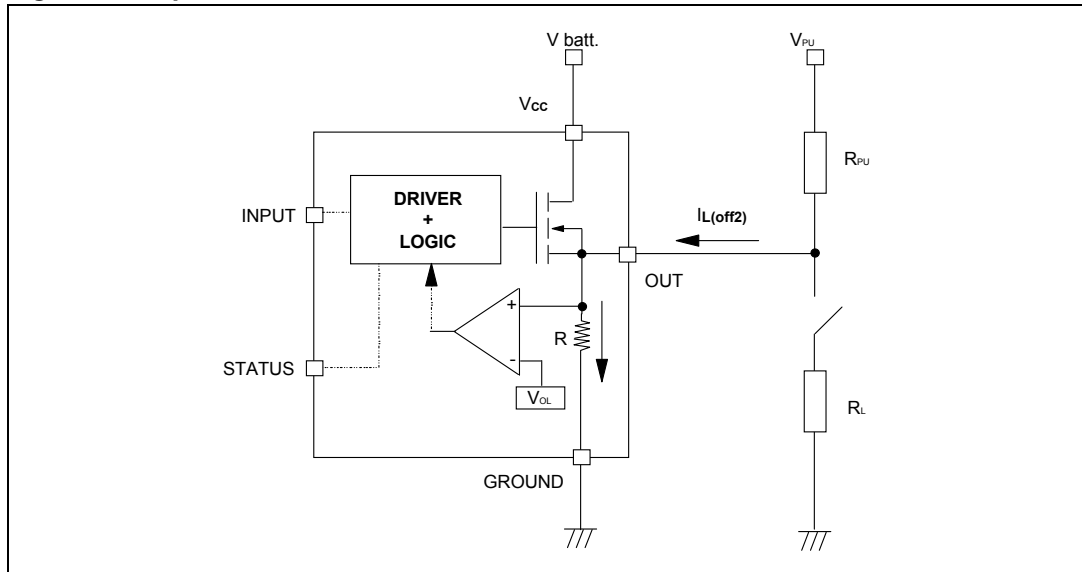 V batt.
VPU
Vcc
RPU
DRIVER
+
LOGIC
INPUT
IL(off2)
OUT
+
R
-
STATUS
VOL
RL
GROUND